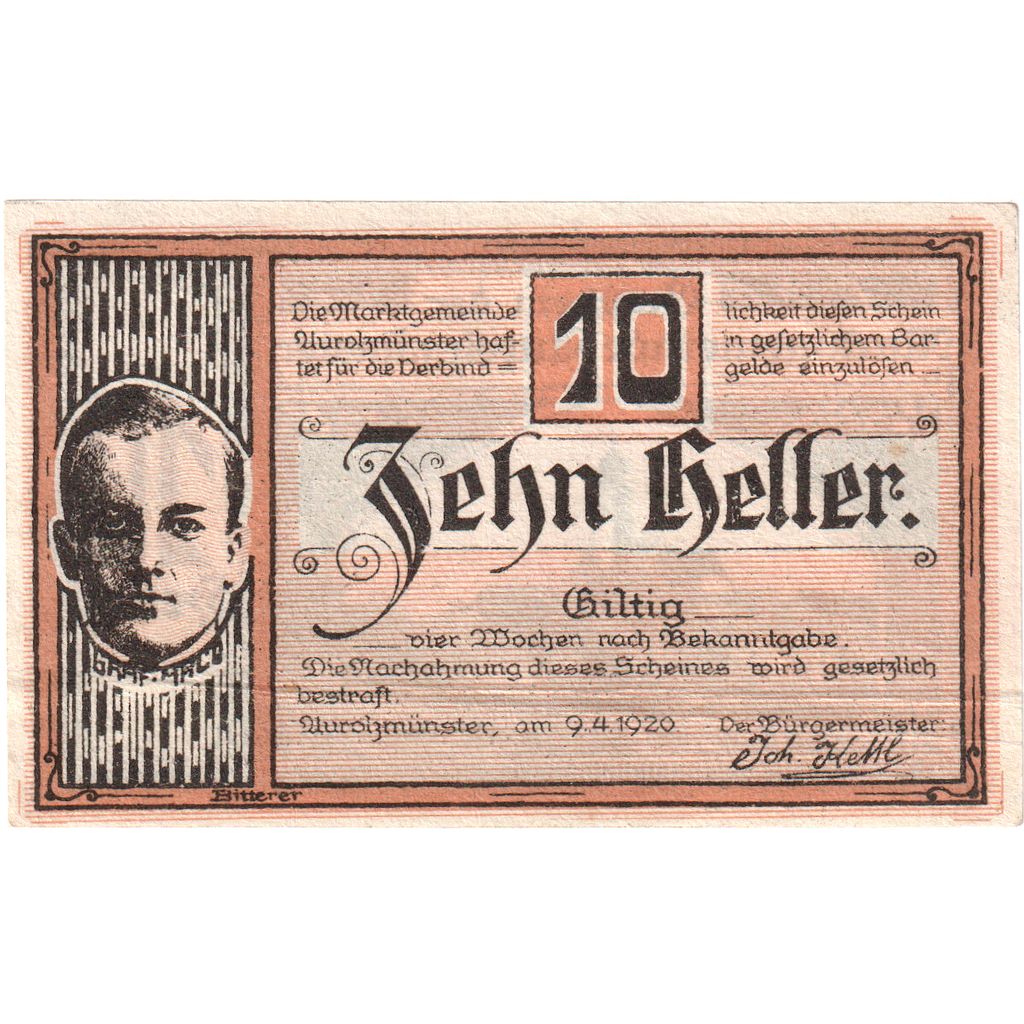 Die Marktgemeinde
Aurolzmünster haf-
tet für die Verbind=
10
lichkeit diesen Schein
in gesetzlichem Bar-
gelde einzulösen
Zehn Heller.
Giltig
vier Wochen nach Bekanntgabe.
Die Nachahmung dieses Scheines wird gesetzlich
bestraft.
Aurolzmünster, am 9.4.1920 Der Bürgermeister:
Joh. Kettl
GRAF ARCO
Bitterer